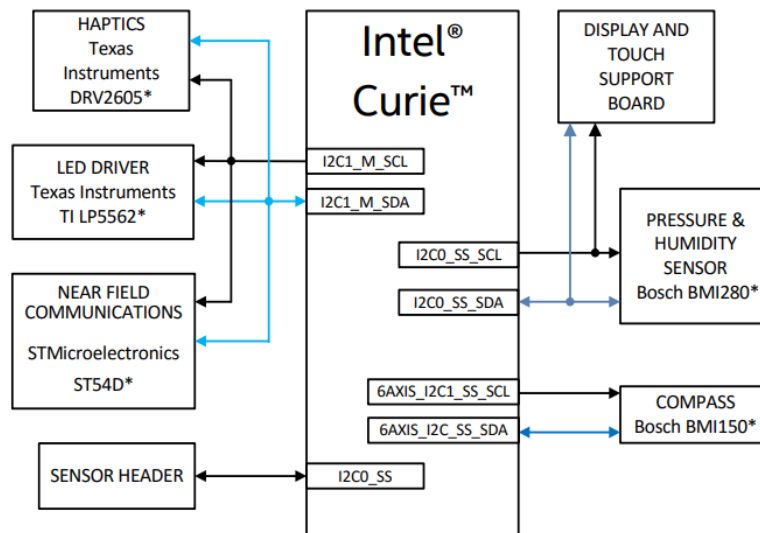 HAPTICS
Texas
Instruments
DRV2605*
LED DRIVER
Texas Instruments
TI LP5562*
NEAR FIELD
COMMUNICATIONS
STMicroelectronics
ST54D*
SENSOR HEADER
Intel®
Curie™
I2C1_M_SCL
I2C1_M_SDA
I2C0_SS_SCL
I2C0_SS_SDA
6AXIS_I2C1_SS_SCL
6AXIS_I2C_SS_SDA
I2C0_SS
DISPLAY AND
TOUCH
SUPPORT
BOARD
PRESSURE &
HUMIDITY
SENSOR
Bosch BMI280*
COMPASS
Bosch BMI150*